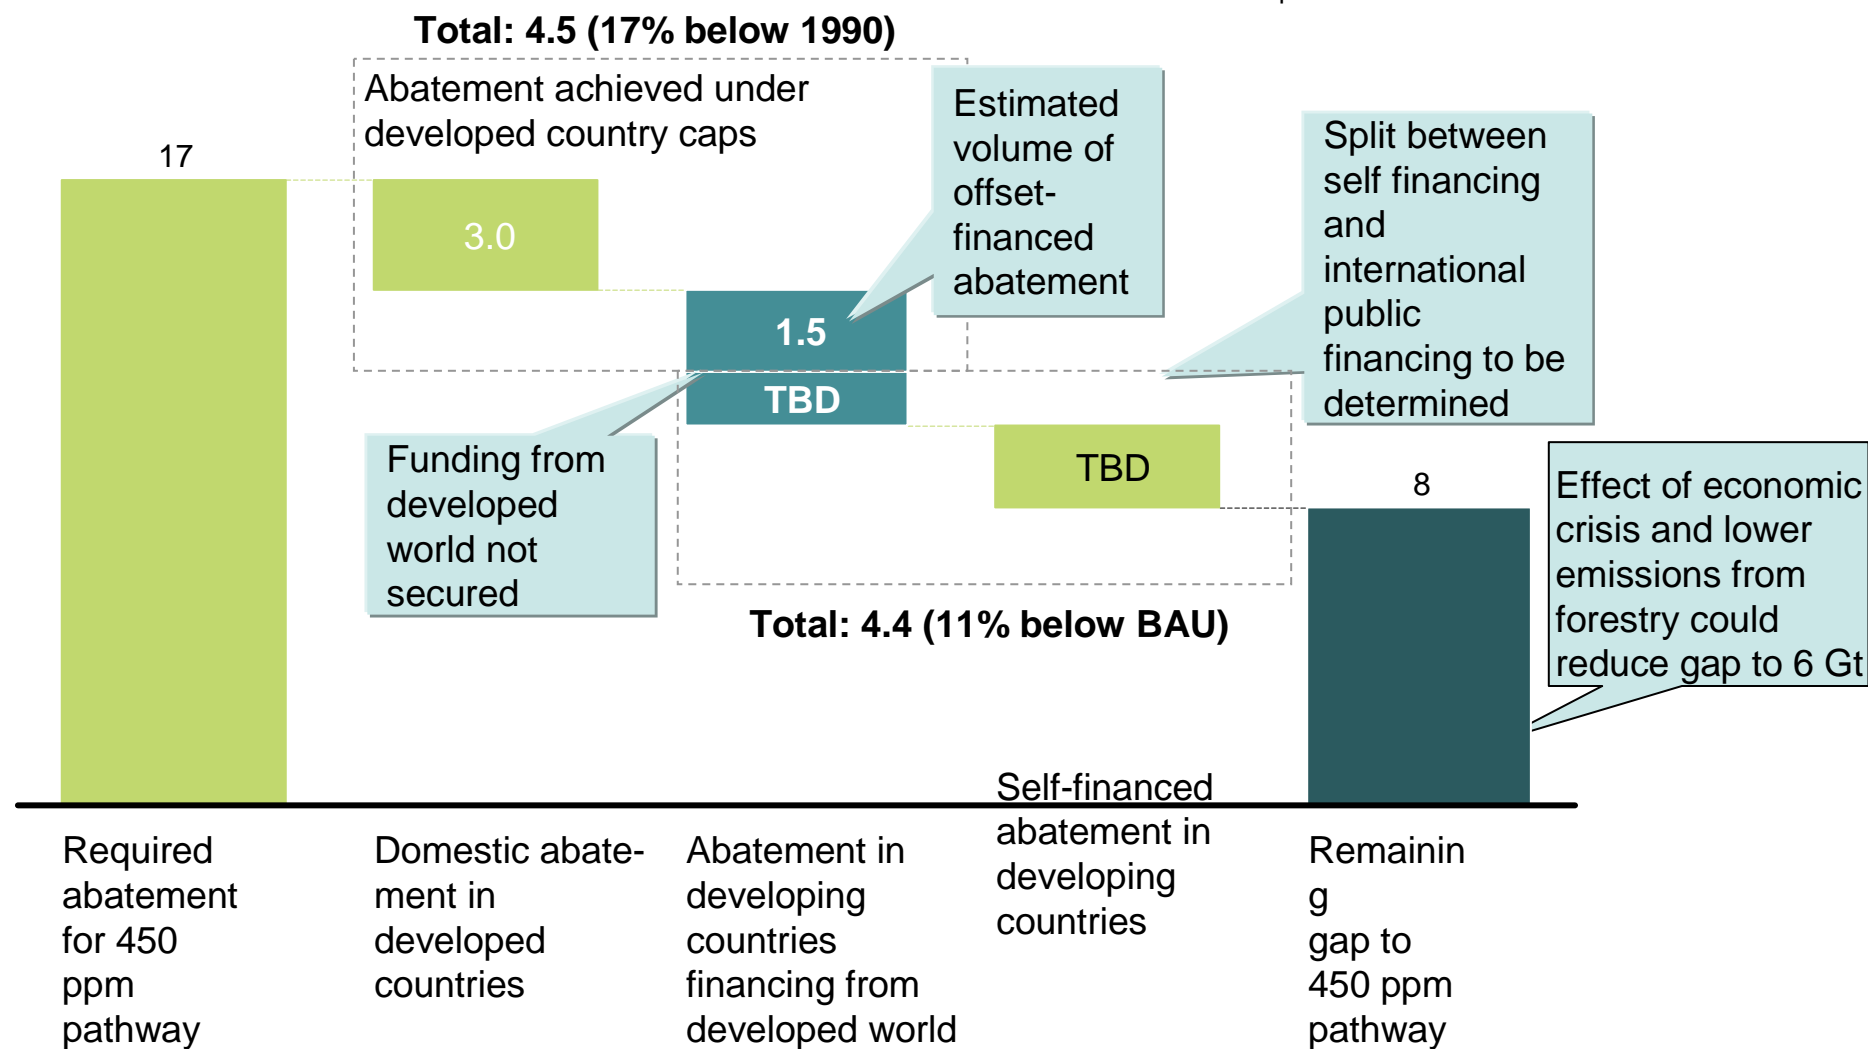 Total: 4.5 (17% below 1990)
Abatement achieved under
developed country caps
Estimated
volume of
offset-
financed
abatement
Split between
self financing
and
international
public
financing to be
determined
17
3.0
1.5
TBD
TBD
8
Funding from
developed
world not
secured
Effect of economic
crisis and lower
emissions from
forestry could
reduce gap to 6 Gt
Total: 4.4 (11% below BAU)
Required
abatement
for 450
ppm
pathway
Domestic abate-
ment in
developed
countries
Abatement in
developing
countries
financing from
developed world
Self-financed
abatement in
developing
countries
Remainin
g
gap to
450 ppm
pathway